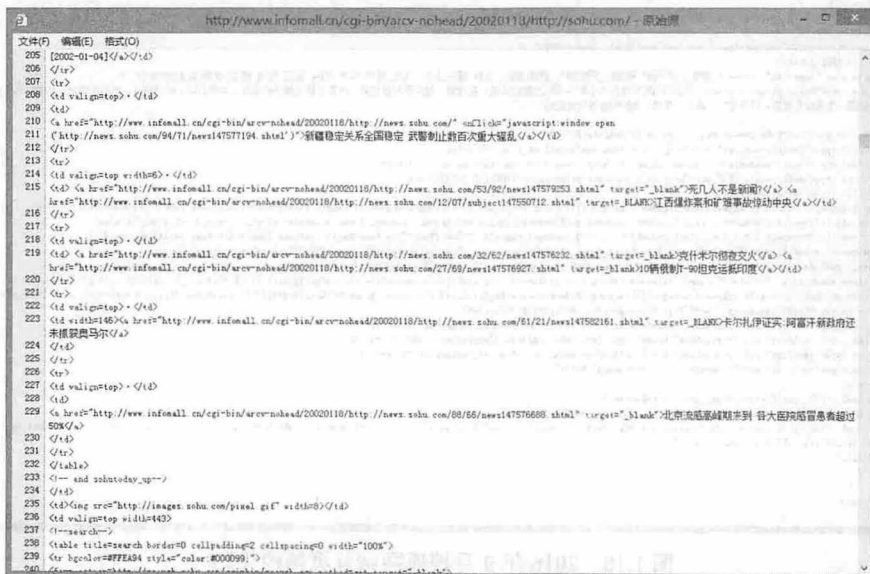 http://www.infomall.cn/cgi-bin/arcv-nohead/20020118/http://sohu.com/ - 原始源
文件(F) 编辑(E) 格式(O)
205 [2002-01-04]</a></td>
206 </tr>
207 <tr>
208 <td valign=top>·</td>
209 <td>
210 <a href="http://www.infomall.cn/cgi-bin/arcv-nohead/20020118/http://news.sohu.com/" onClick="javascript:window.open
211 ('http://news.sohu.com/94/71/news147577194.shtml')">新疆稳定关系全国稳定 武警制止数百次重大骚乱</a></td>
212 </tr>
213 <tr>
214 <td valign=top width=6>·</td>
215 <td> <a href="http://www.infomall.cn/cgi-bin/arcv-nohead/20020118/http://news.sohu.com/53/92/news147579253.shtml" target="_blank">死几人不是新闻?</a> <a
href="http://www.infomall.cn/cgi-bin/arcv-nohead/20020118/http://news.sohu.com/12/07/subject147550712.shtml" target=_BLANK>江西爆炸案和矿难事故惊动中央</a></td>
216 </tr>
217 <tr>
218 <td valign=top>·</td>
219 <td> <a href="http://www.infomall.cn/cgi-bin/arcv-nohead/20020118/http://news.sohu.com/32/62/news147576232.shtml" target=_blank>克什米尔彻夜交火</a> <a
href="http://www.infomall.cn/cgi-bin/arcv-nohead/20020118/http://news.sohu.com/27/69/news147576927.shtml" target=_blank>10辆俄制T-90坦克运抵印度</a></td>
220 </tr>
221 <tr>
222 <td valign=top>·</td>
223 <td width=146><a href="http://www.infomall.cn/cgi-bin/arcv-nohead/20020118/http://news.sohu.com/61/21/news147582161.shtml" target=_BLANK>卡尔扎伊证实:阿富汗新政府还
未抓获奥马尔</a>
224 </td>
225 </tr>
226 <tr>
227 <td valign=top>·</td>
228 <td>
229 <a href="http://www.infomall.cn/cgi-bin/arcv-nohead/20020118/http://news.sohu.com/88/66/news147576688.shtml" target="_blank">北京流感高峰期来到 各大医院感冒患者超过
50%</a>
230 </td>
231 </tr>
232 </table>
233 <!-- end sohutoday_up-->
234 </td>
235 <td><img src="http://images.sohu.com/pixel.gif" width=8></td>
236 <td valign=top width=443>
237 <!--search-->
238 <table title=search border=0 cellpadding=2 cellspacing=0 width="100%">
239 <tr bgcolor=#FFEA94 style="color:#000099;">
240